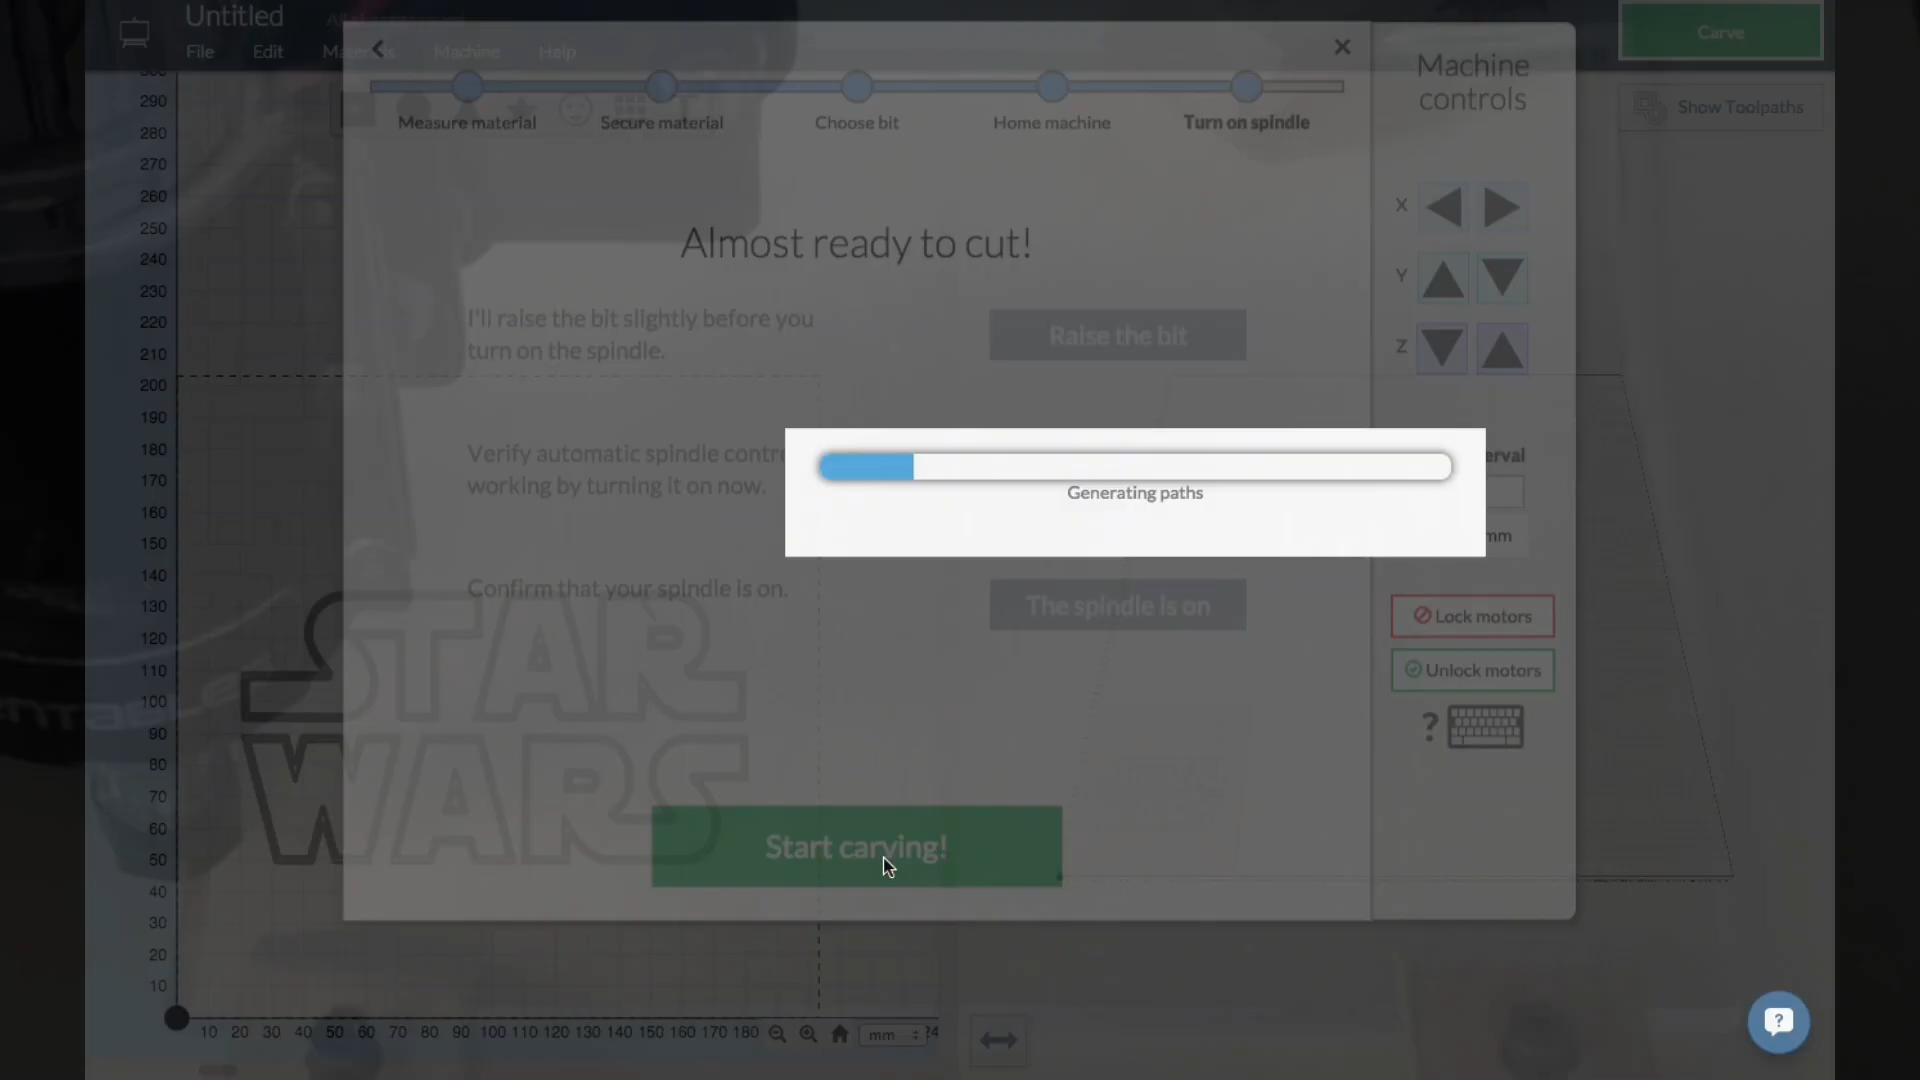 Untitled
File Edit Materials Machine Help
Carve
Measure material Secure material Choose bit Home machine Turn on spindle
Machine
controls
Show Toolpaths
Almost ready to cut!
I'll raise the bit slightly before you
turn on the spindle.
Raise the bit
X
Y
Z
Verify automatic spindle contr
working by turning it on now.
Generating paths
erval
mm
Confirm that your spindle is on.
The spindle is on
Lock motors
Unlock motors
?
STAR
WARS
Start carving!
290
280
270
260
250
240
230
220
210
200
190
180
170
160
150
140
130
120
110
100
90
80
70
60
50
40
30
20
10
10 20 30 40 50 60 70 80 90 100 110 120 130 140 150 160 170 180 mm
?